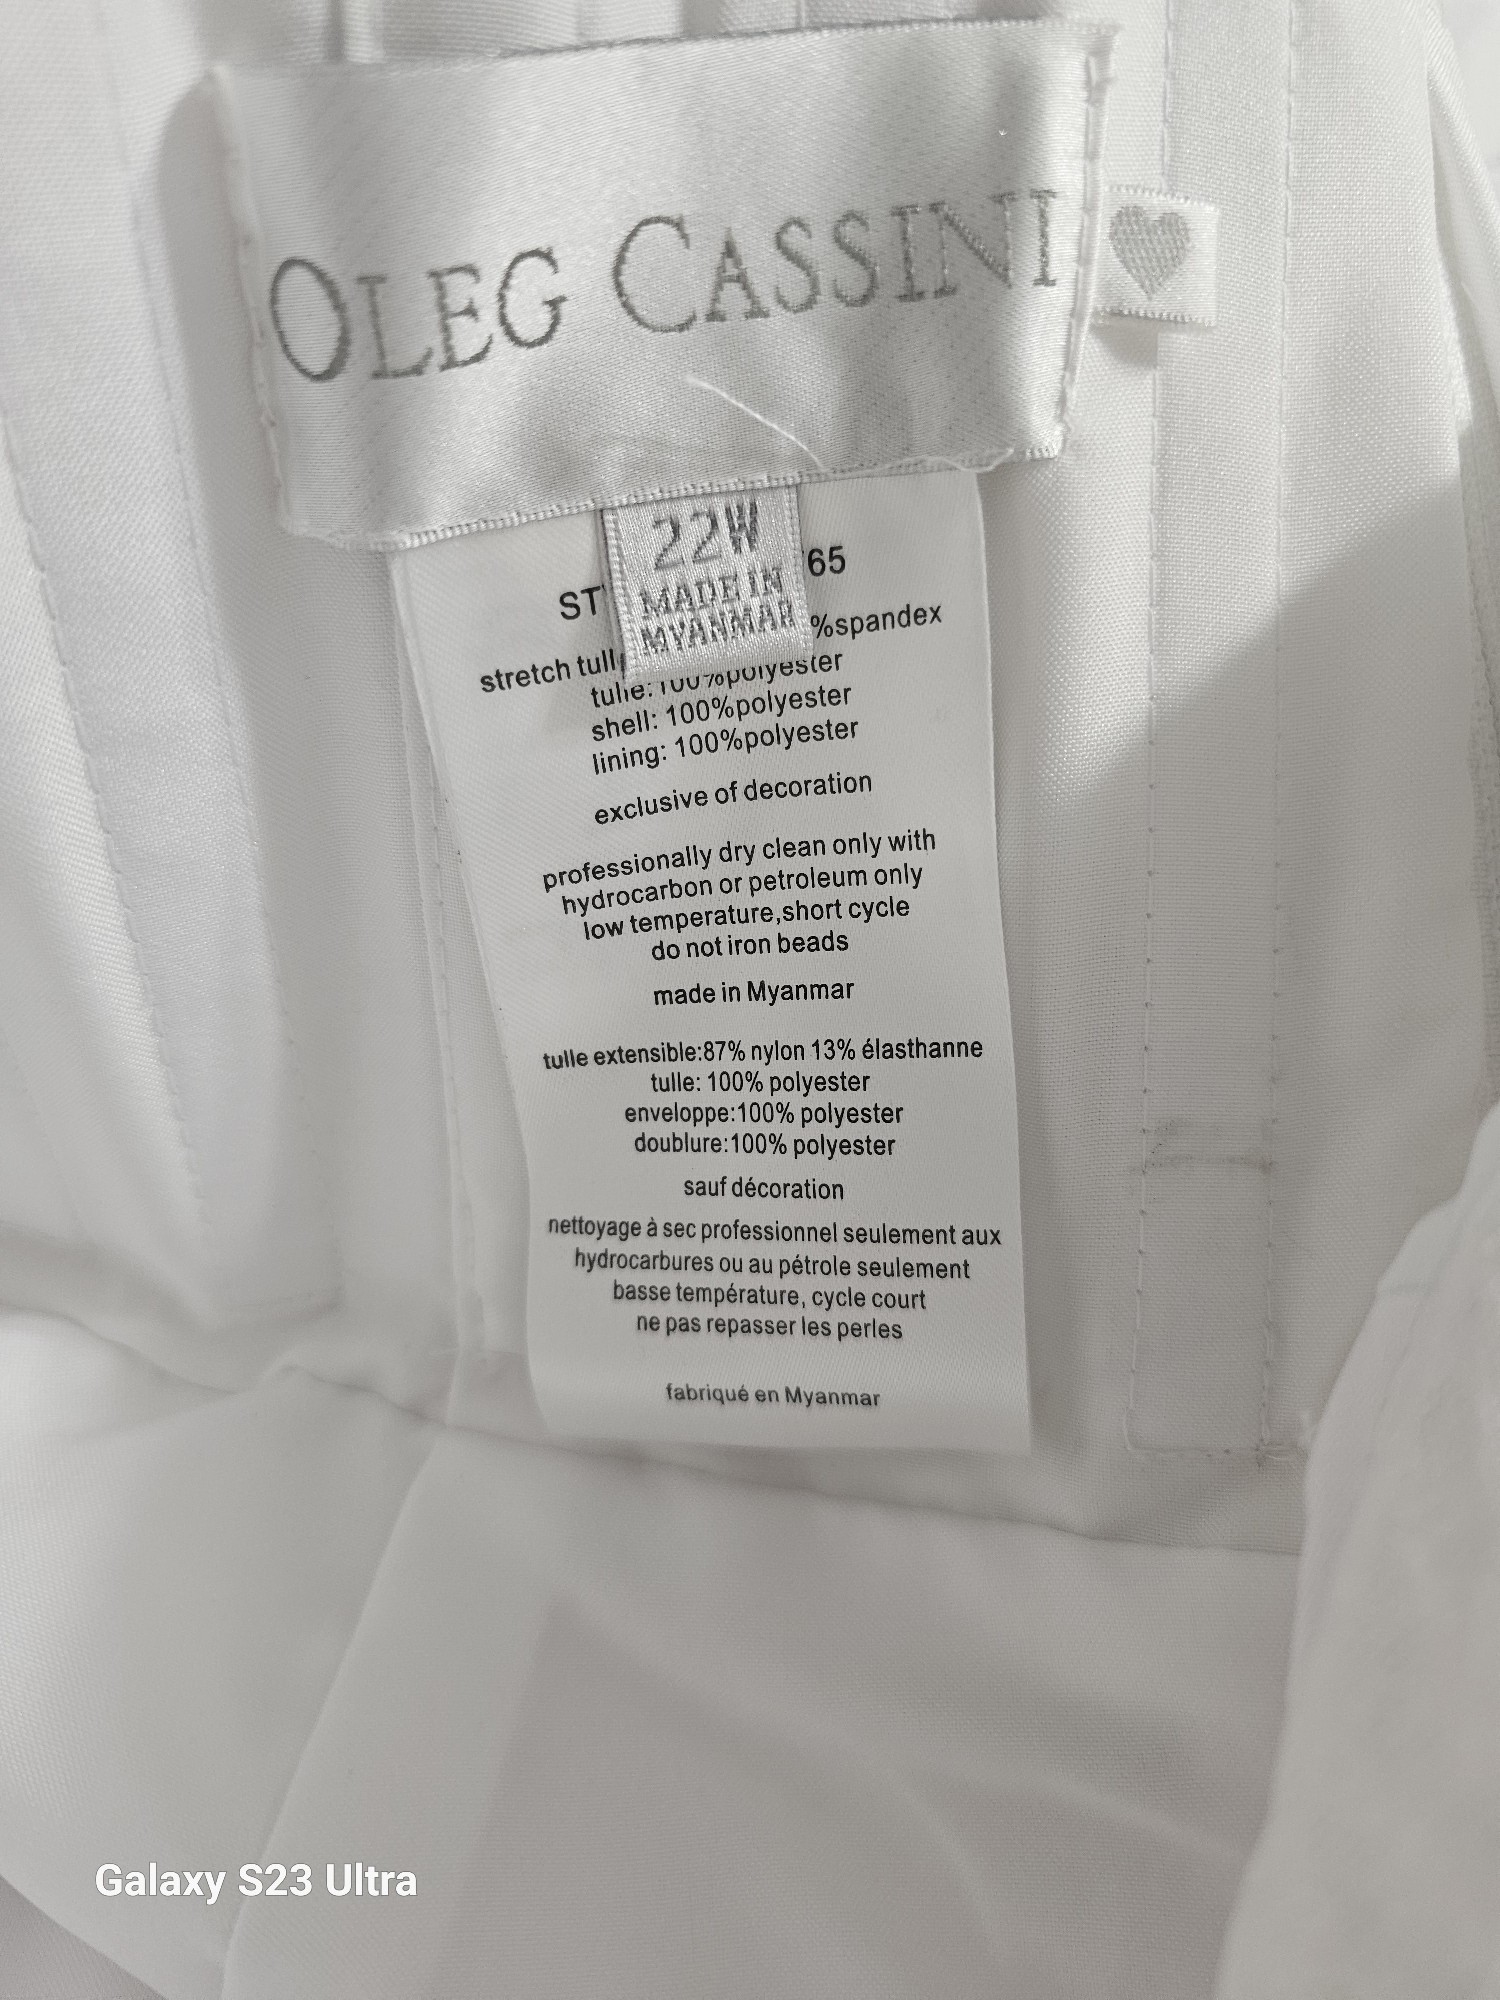 OLEG CASSINI
22W
MADE IN
MYANMAR
65
%spandex
stretch
tulle: 100%polyester
shell: 100%polyester
lining: 100%polyester
exclusive of decoration
professionally dry clean only with
hydrocarbon or petroleum only
low temperature,short cycle
do not iron beads
made in Myanmar
tulle extensible:87% nylon 13% élasthanne
tulle: 100% polyester
enveloppe:100% polyester
doublure:100% polyester
sauf décoration
nettoyage à sec professionnel seulement aux
hydrocarbures ou au pétrole seulement
basse température, cycle court
ne pas repasser les perles
fabriqué en Myanmar
Galaxy S23 Ultra